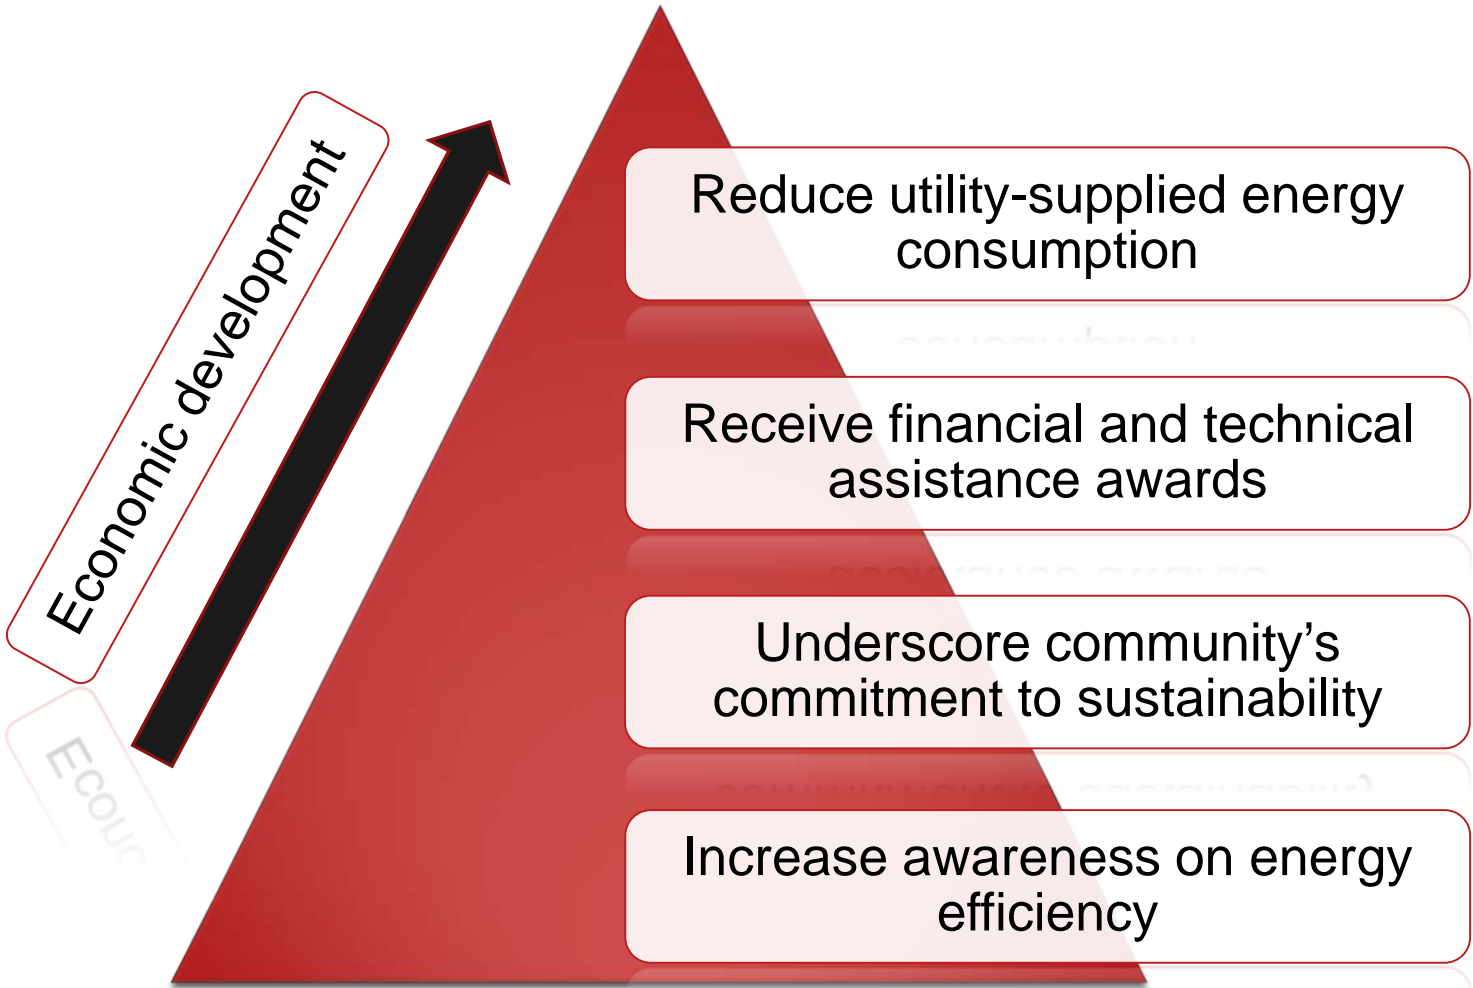 Economic development
Reduce utility-supplied energy
consumption
Receive financial and technical
assistance awards
Underscore community’s
commitment to sustainability
Increase awareness on energy
efficiency